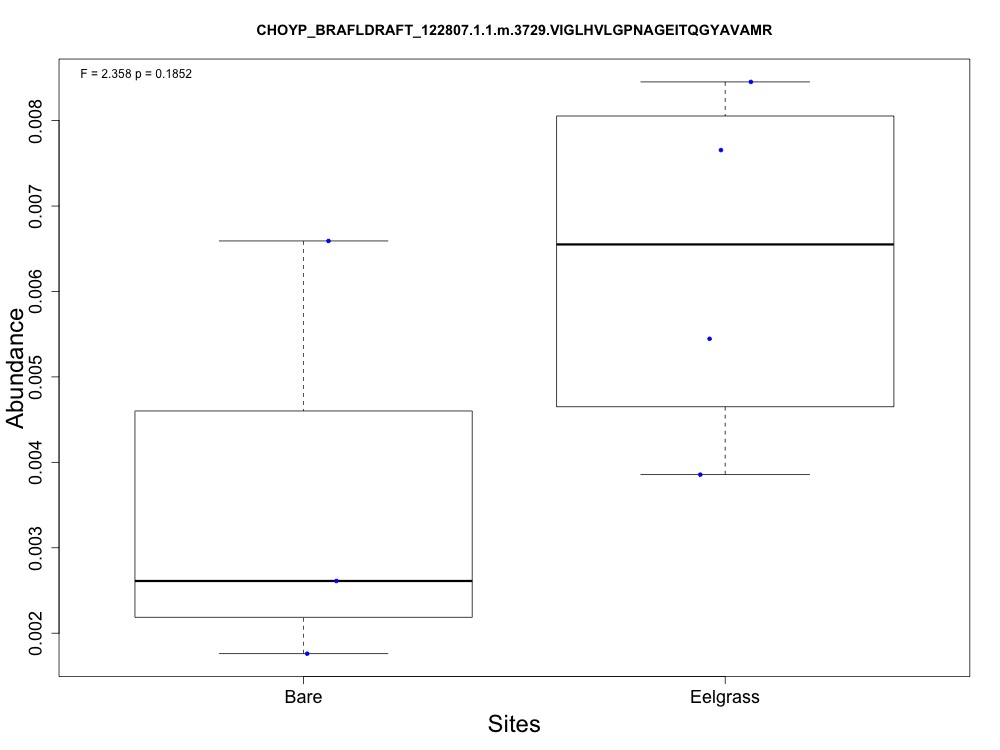 CHOYP_BRAFLDRAFT_122807.1.1.m.3729.VIGLHVLGPNAGEITQGYAVAMR
F = 2.358 p = 0.1852
0.008
0.007
0.006
0.005
0.004
0.003
0.002
Abundance
Bare
Eelgrass
Sites